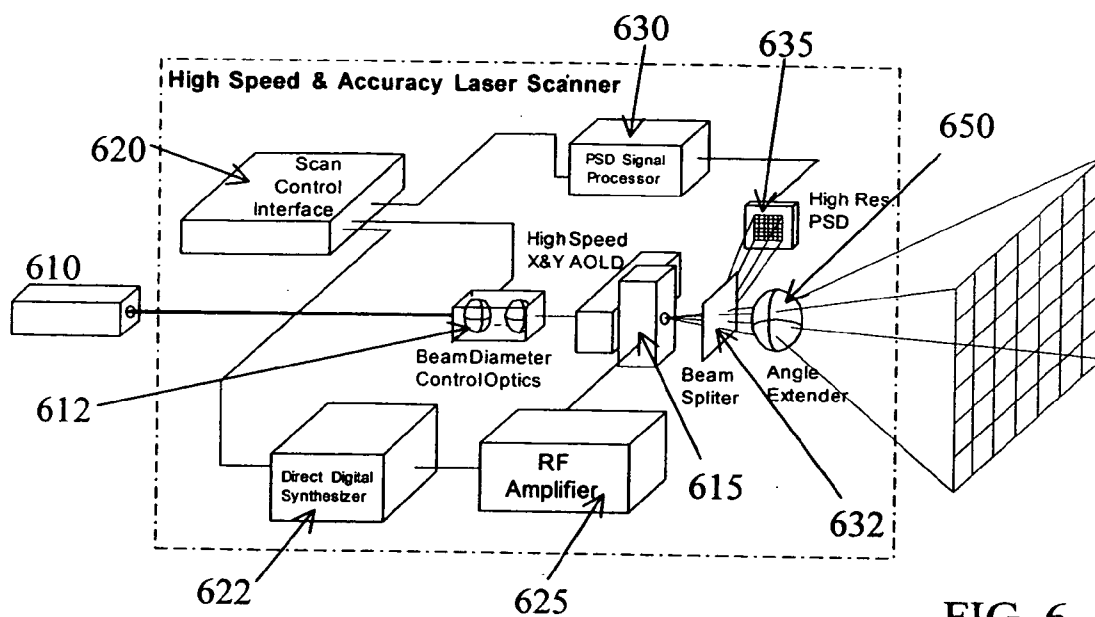 630
635
High Speed & Accuracy Laser Scanner
650
620
Scan
Control
Interface
PSD Signal
Processor
High Res
PSD
High Speed
X&Y AOLD
610
Beam Diameter
Control Optics
Beam
Spliter
Angle
Extender
612
Direct Digital
Synthesizer
RF
Amplifier
615
632
622
625
FIG. 6